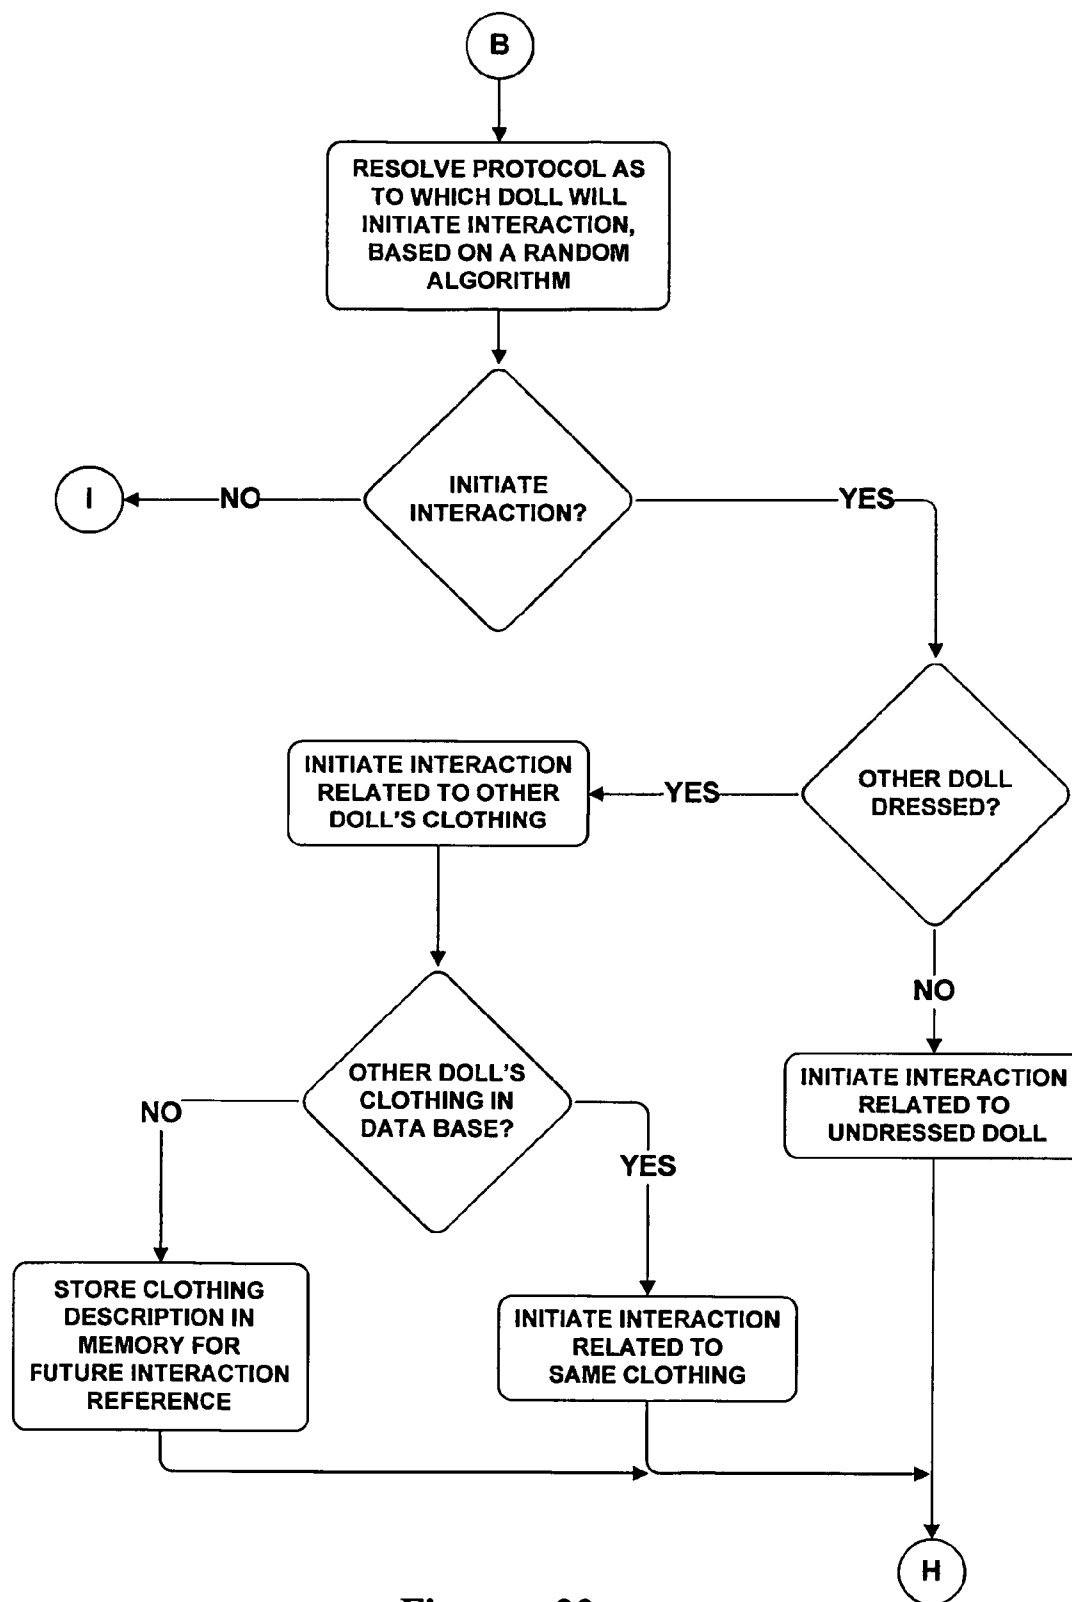 B
RESOLVE PROTOCOL AS
TO WHICH DOLL WILL
INITIATE INTERACTION,
BASED ON A RANDOM
ALGORITHM
INITIATE
INTERACTION?
I
NO
YES
OTHER DOLL
DRESSED?
YES
INITIATE INTERACTION
RELATED TO OTHER
DOLL'S CLOTHING
NO
INITIATE INTERACTION
RELATED TO
UNDRESSED DOLL
OTHER DOLL'S
CLOTHING IN
DATA BASE?
NO
YES
STORE CLOTHING
DESCRIPTION IN
MEMORY FOR
FUTURE INTERACTION
REFERENCE
INITIATE INTERACTION
RELATED TO
SAME CLOTHING
H